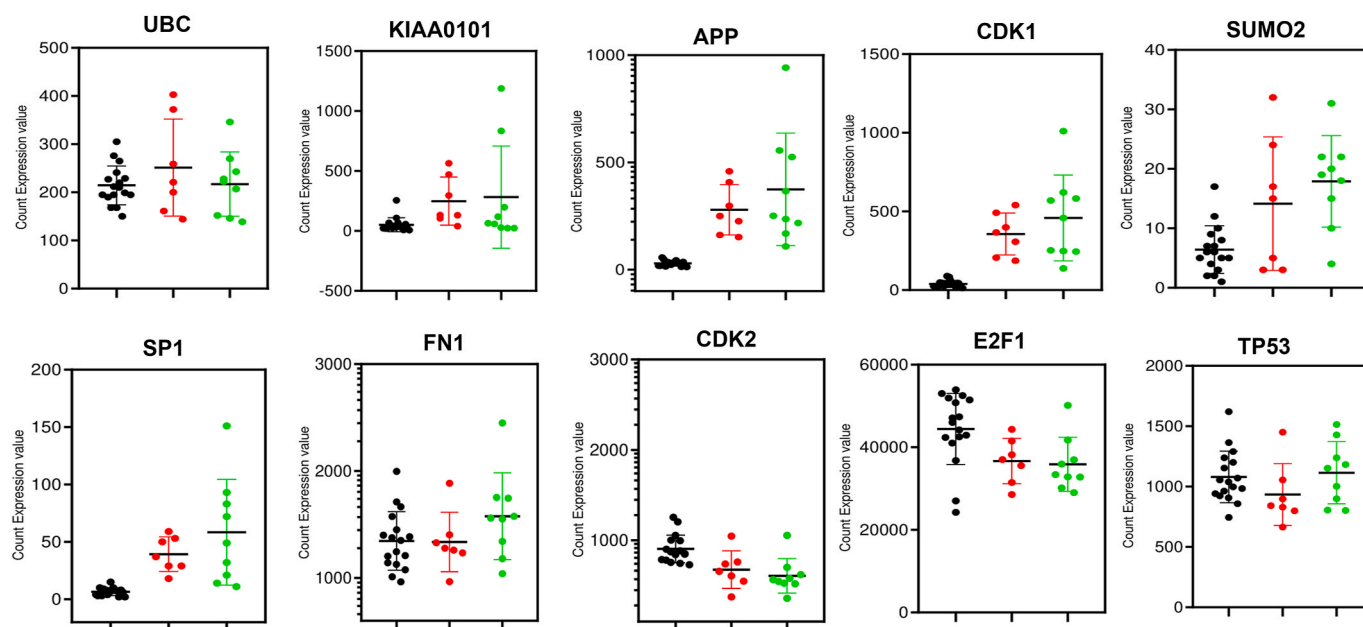 UBC
Count Expression value
500
400
300
200
100
0
KIAA0101
Count Expression value
1500
1000
500
0
-500
APP
Count Expression value
1000
500
0
CDK1
Count Expression value
1500
1000
500
0
SUMO2
Count Expression value
40
30
20
10
0
SP1
Count Expression value
200
150
100
50
0
FN1
Count Expression value
3000
2000
1000
CDK2
Count Expression value
3000
2000
1000
E2F1
Count Expression value
60000
40000
20000
0
TP53
Count Expression value
2000
1500
1000
500
0